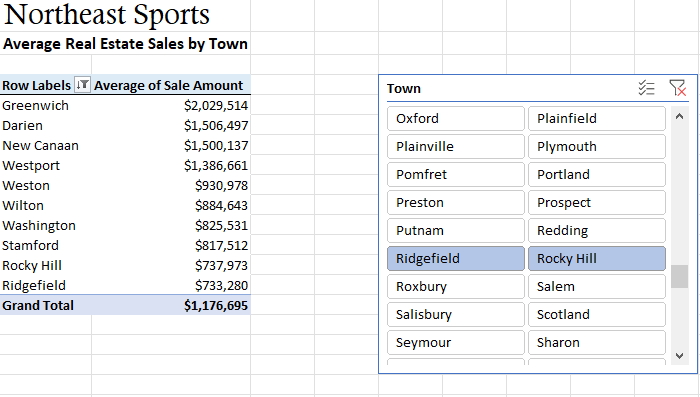 Northeast Sports
Average Real Estate Sales by Town
Row Labels Average of Sale Amount
Greenwich $2,029,514
Darien $1,506,497
New Canaan $1,500,137
Westport $1,386,661
Weston $930,978
Wilton $884,643
Washington $825,531
Stamford $817,512
Rocky Hill $737,973
Ridgefield $733,280
Grand Total $1,176,695
Town
Oxford Plainfield
Plainville Plymouth
Pomfret Portland
Preston Prospect
Putnam Redding
Ridgefield Rocky Hill
Roxbury Salem
Salisbury Scotland
Seymour Sharon